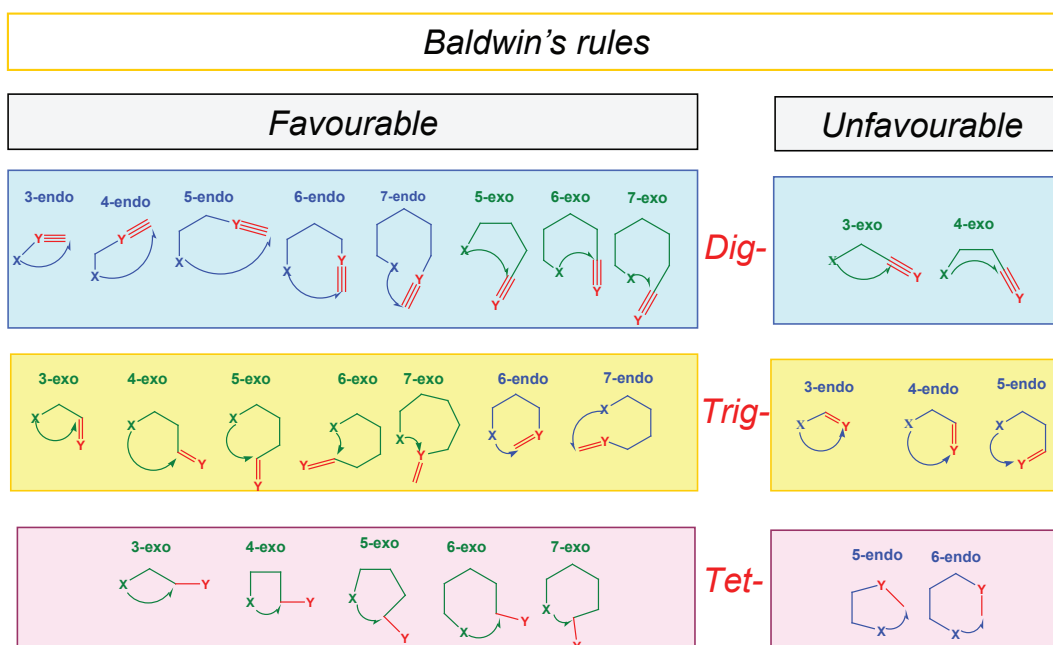 Baldwin's rules
Favourable
Unfavourable
3-endo 4-endo 5-endo 6-endo 7-endo 5-exo 6-exo 7-exo
X Y X Y X Y X Y X Y X Y X Y X Y
Dig-
3-exo 4-exo
X Y X Y
3-exo 4-exo 5-exo 6-exo 7-exo 6-endo 7-endo
X Y X Y X Y X Y X Y X Y X Y
Trig-
3-endo 4-endo 5-endo
X Y X Y X Y
3-exo 4-exo 5-exo 6-exo 7-exo
X Y X Y X Y X Y X Y
Tet-
5-endo 6-endo
Y X Y X